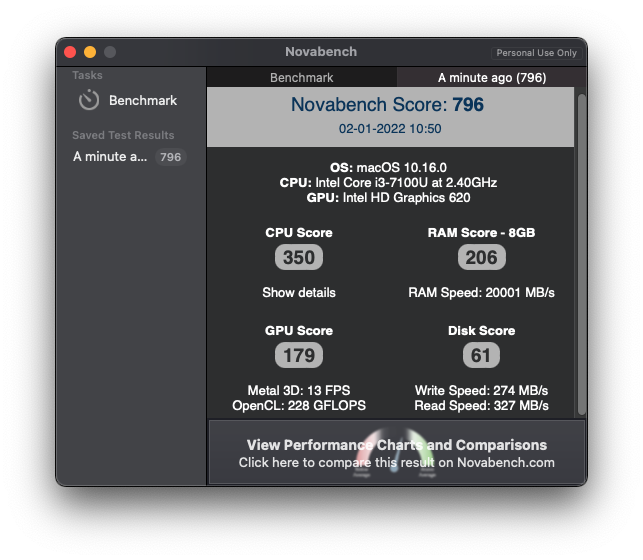 Novabench
Personal Use Only
Tasks
Benchmark
Saved Test Results
A minute a... 796
Benchmark
A minute ago (796)
Novabench Score: 796
02-01-2022 10:50
OS: macOS 10.16.0
CPU: Intel Core i3-7100U at 2.40GHz
GPU: Intel HD Graphics 620
CPU Score
350
Show details
RAM Score - 8GB
206
RAM Speed: 20001 MB/s
GPU Score
179
Metal 3D: 13 FPS
OpenCL: 228 GFLOPS
Disk Score
61
Write Speed: 274 MB/s
Read Speed: 327 MB/s
View Performance Charts and Comparisons
Click here to compare this result on Novabench.com